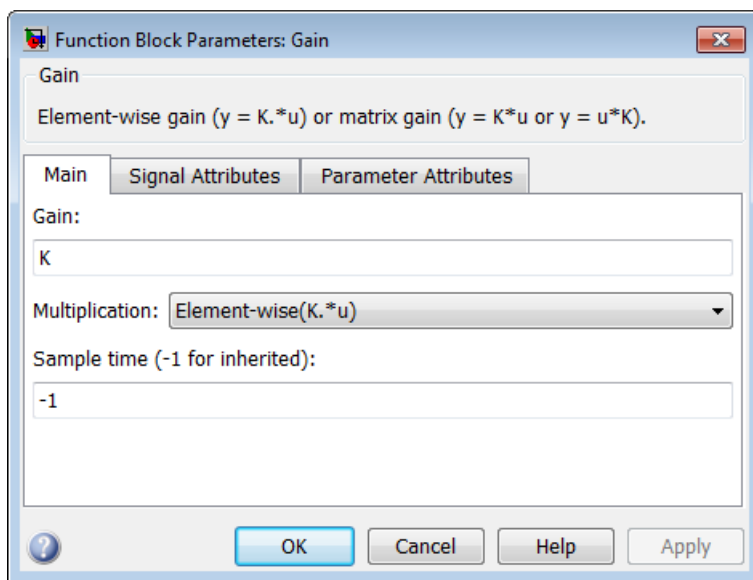 Function Block Parameters: Gain
Gain
Element-wise gain (y = K.*u) or matrix gain (y = K*u or y = u*K).
Main Signal Attributes Parameter Attributes
Gain:
K
Multiplication: Element-wise(K.*u)
Sample time (-1 for inherited):
-1
? OK Cancel Help Apply